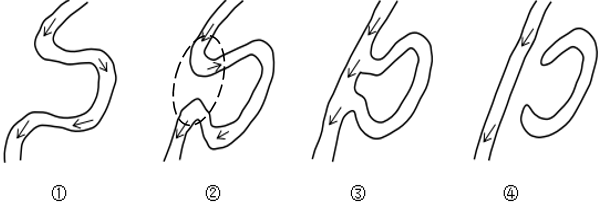 ① ② ③ ④